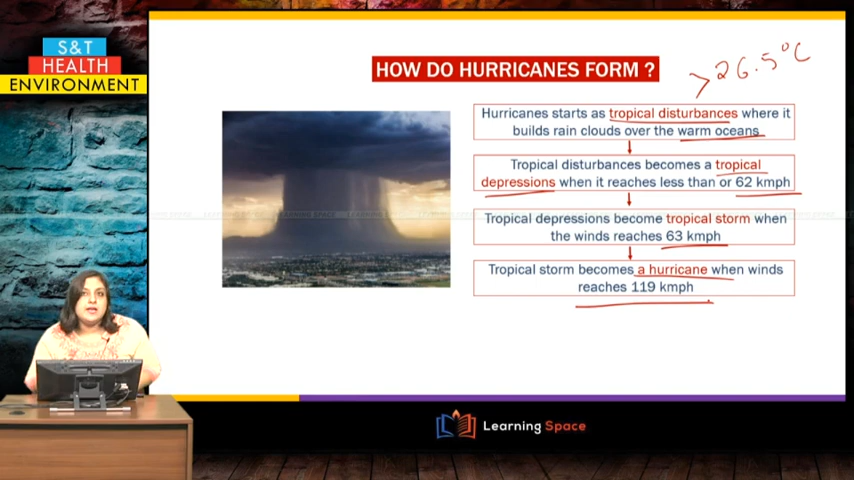 S&T
HEALTH
ENVIRONMENT
HOW DO HURRICANES FORM ?
>26.5°C
Hurricanes starts as tropical disturbances where it
builds rain clouds over the warm oceans
Tropical disturbances becomes a tropical
depressions when it reaches less than or 62 kmph
Tropical depressions become tropical storm when
the winds reaches 63 kmph
Tropical storm becomes a hurricane when winds
reaches 119 kmph
LEARNING SPACE
Learning Space